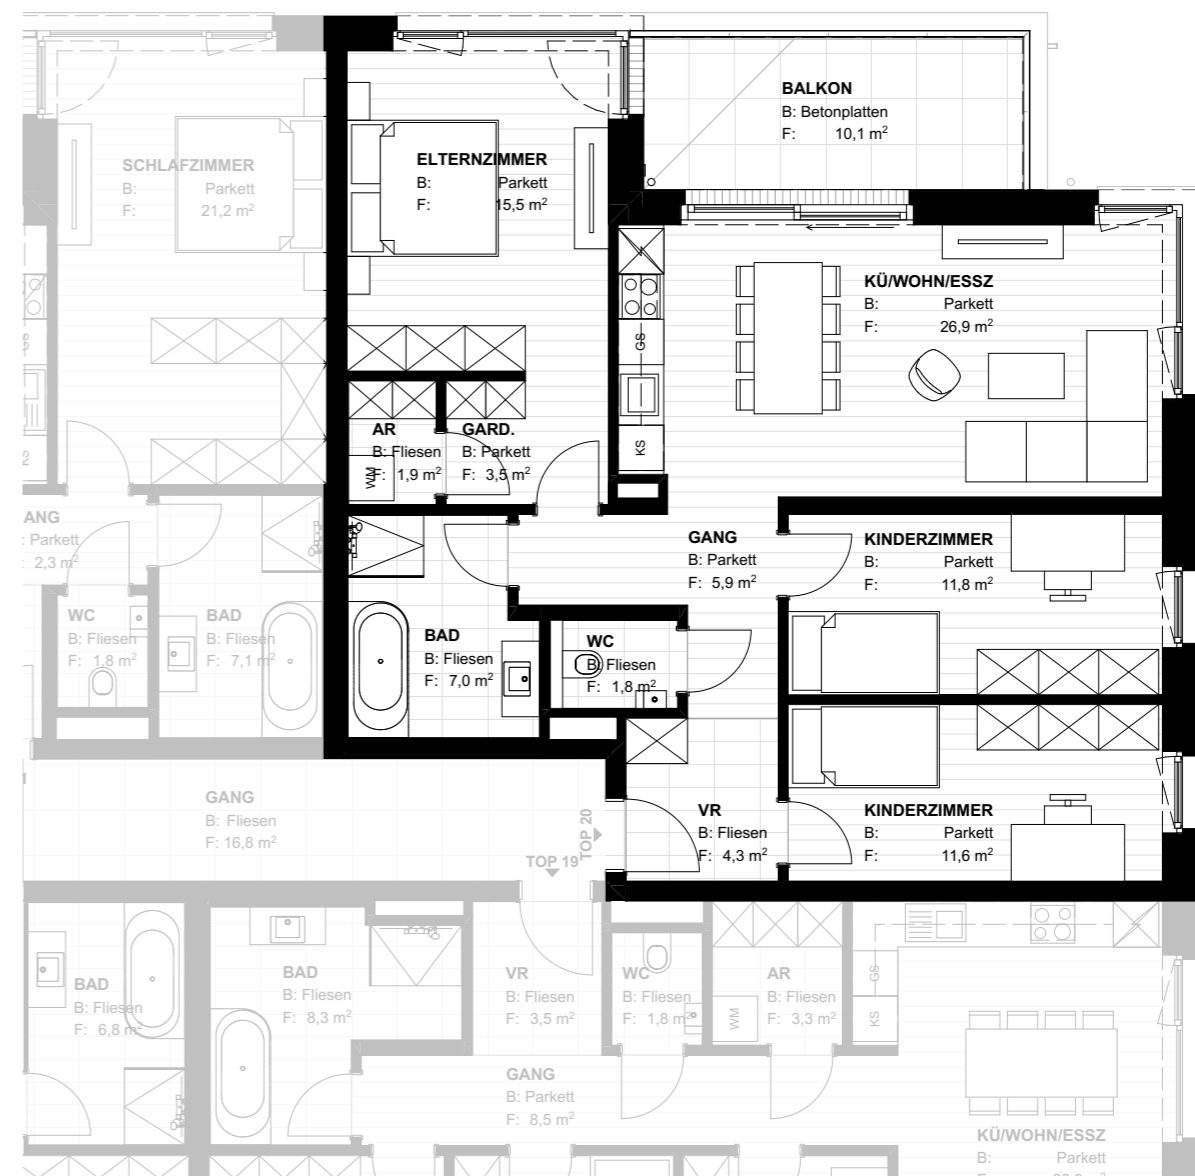 BALKON
B: Betonplatten
F: 10,1 m²
SCHLAFZIMMER
B: Parkett
F: 21,2 m²
ELTERNZIMMER
B: Parkett
F: 15,5 m²
KÜ/WOHN/ESSZ
B: Parkett
F: 26,9 m²
GS
KS
AR
B: Fliesen
F: 1,9 m²
WM
GARD.
B: Parkett
F: 3,5 m²
ANG
: Parkett
: 2,3 m²
GANG
B: Parkett
F: 5,9 m²
KINDERZIMMER
B: Parkett
F: 11,8 m²
WC
B: Fliesen
F: 1,8 m²
BAD
B: Fliesen
F: 7,1 m²
BAD
B: Fliesen
F: 7,0 m²
WC
B: Fliesen
F: 1,8 m²
GANG
B: Fliesen
F: 16,8 m²
TOP 19
TOP 20
VR
B: Fliesen
F: 4,3 m²
KINDERZIMMER
B: Parkett
F: 11,6 m²
BAD
B: Fliesen
F: 6,8 m²
BAD
B: Fliesen
F: 8,3 m²
VR
B: Fliesen
F: 3,5 m²
WC
B: Fliesen
F: 1,8 m²
WM
AR
B: Fliesen
F: 3,3 m²
GS
KS
GANG
B: Parkett
F: 8,5 m²
KÜ/WOHN/ESSZ
B: Parkett